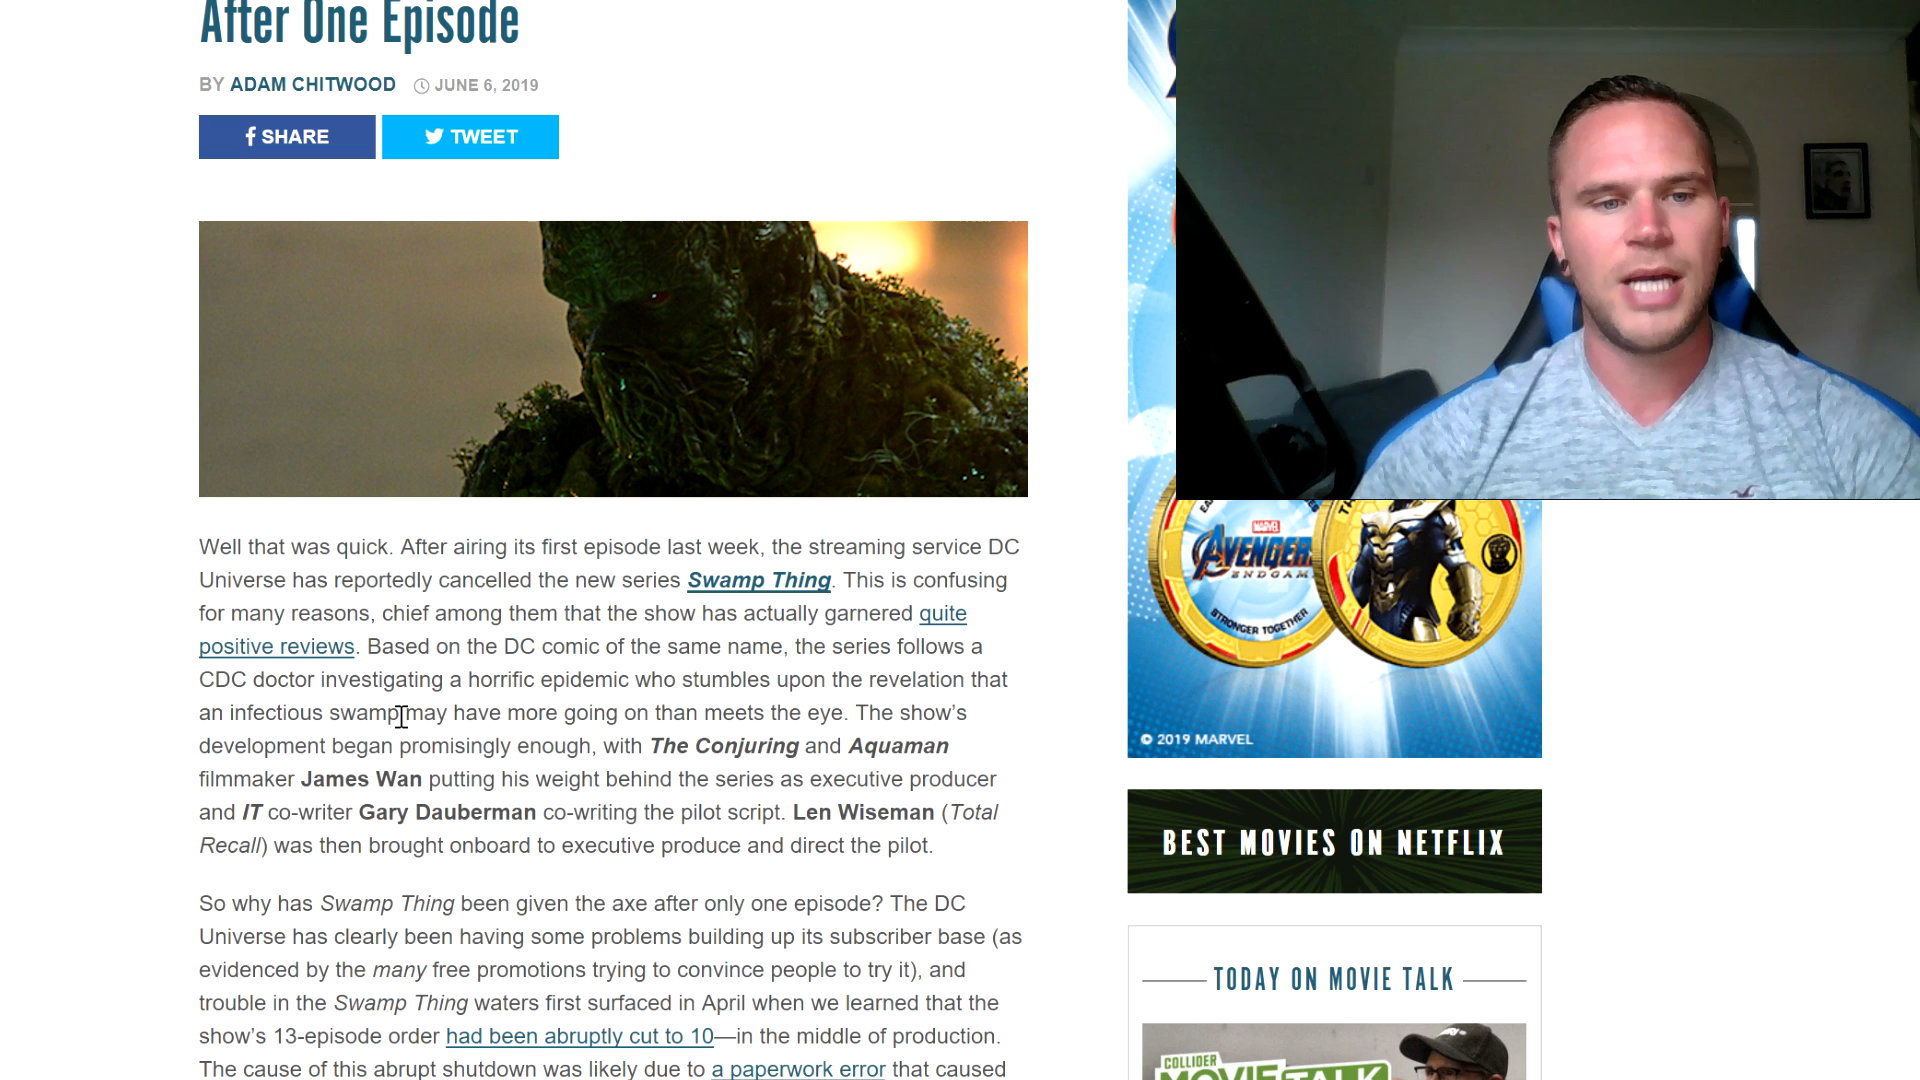 After One Episode
BY ADAM CHITWOOD JUNE 6, 2019
SHARE
TWEET
Well that was quick. After airing its first episode last week, the streaming service DC
Universe has reportedly cancelled the new series Swamp Thing. This is confusing
for many reasons, chief among them that the show has actually garnered quite
positive reviews. Based on the DC comic of the same name, the series follows a
CDC doctor investigating a horrific epidemic who stumbles upon the revelation that
an infectious swamp may have more going on than meets the eye. The show’s
development began promisingly enough, with The Conjuring and Aquaman
filmmaker James Wan putting his weight behind the series as executive producer
and IT co-writer Gary Dauberman co-writing the pilot script. Len Wiseman (Total
Recall) was then brought onboard to executive produce and direct the pilot.
So why has Swamp Thing been given the axe after only one episode? The DC
Universe has clearly been having some problems building up its subscriber base (as
evidenced by the many free promotions trying to convince people to try it), and
trouble in the Swamp Thing waters first surfaced in April when we learned that the
show’s 13-episode order had been abruptly cut to 10—in the middle of production.
The cause of this abrupt shutdown was likely due to a paperwork error that caused
MARVEL
AVENGERS
ENDGAME
STRONGER TOGETHER
© 2019 MARVEL
BEST MOVIES ON NETFLIX
TODAY ON MOVIE TALK
COLLIDER
MOVIE TALK